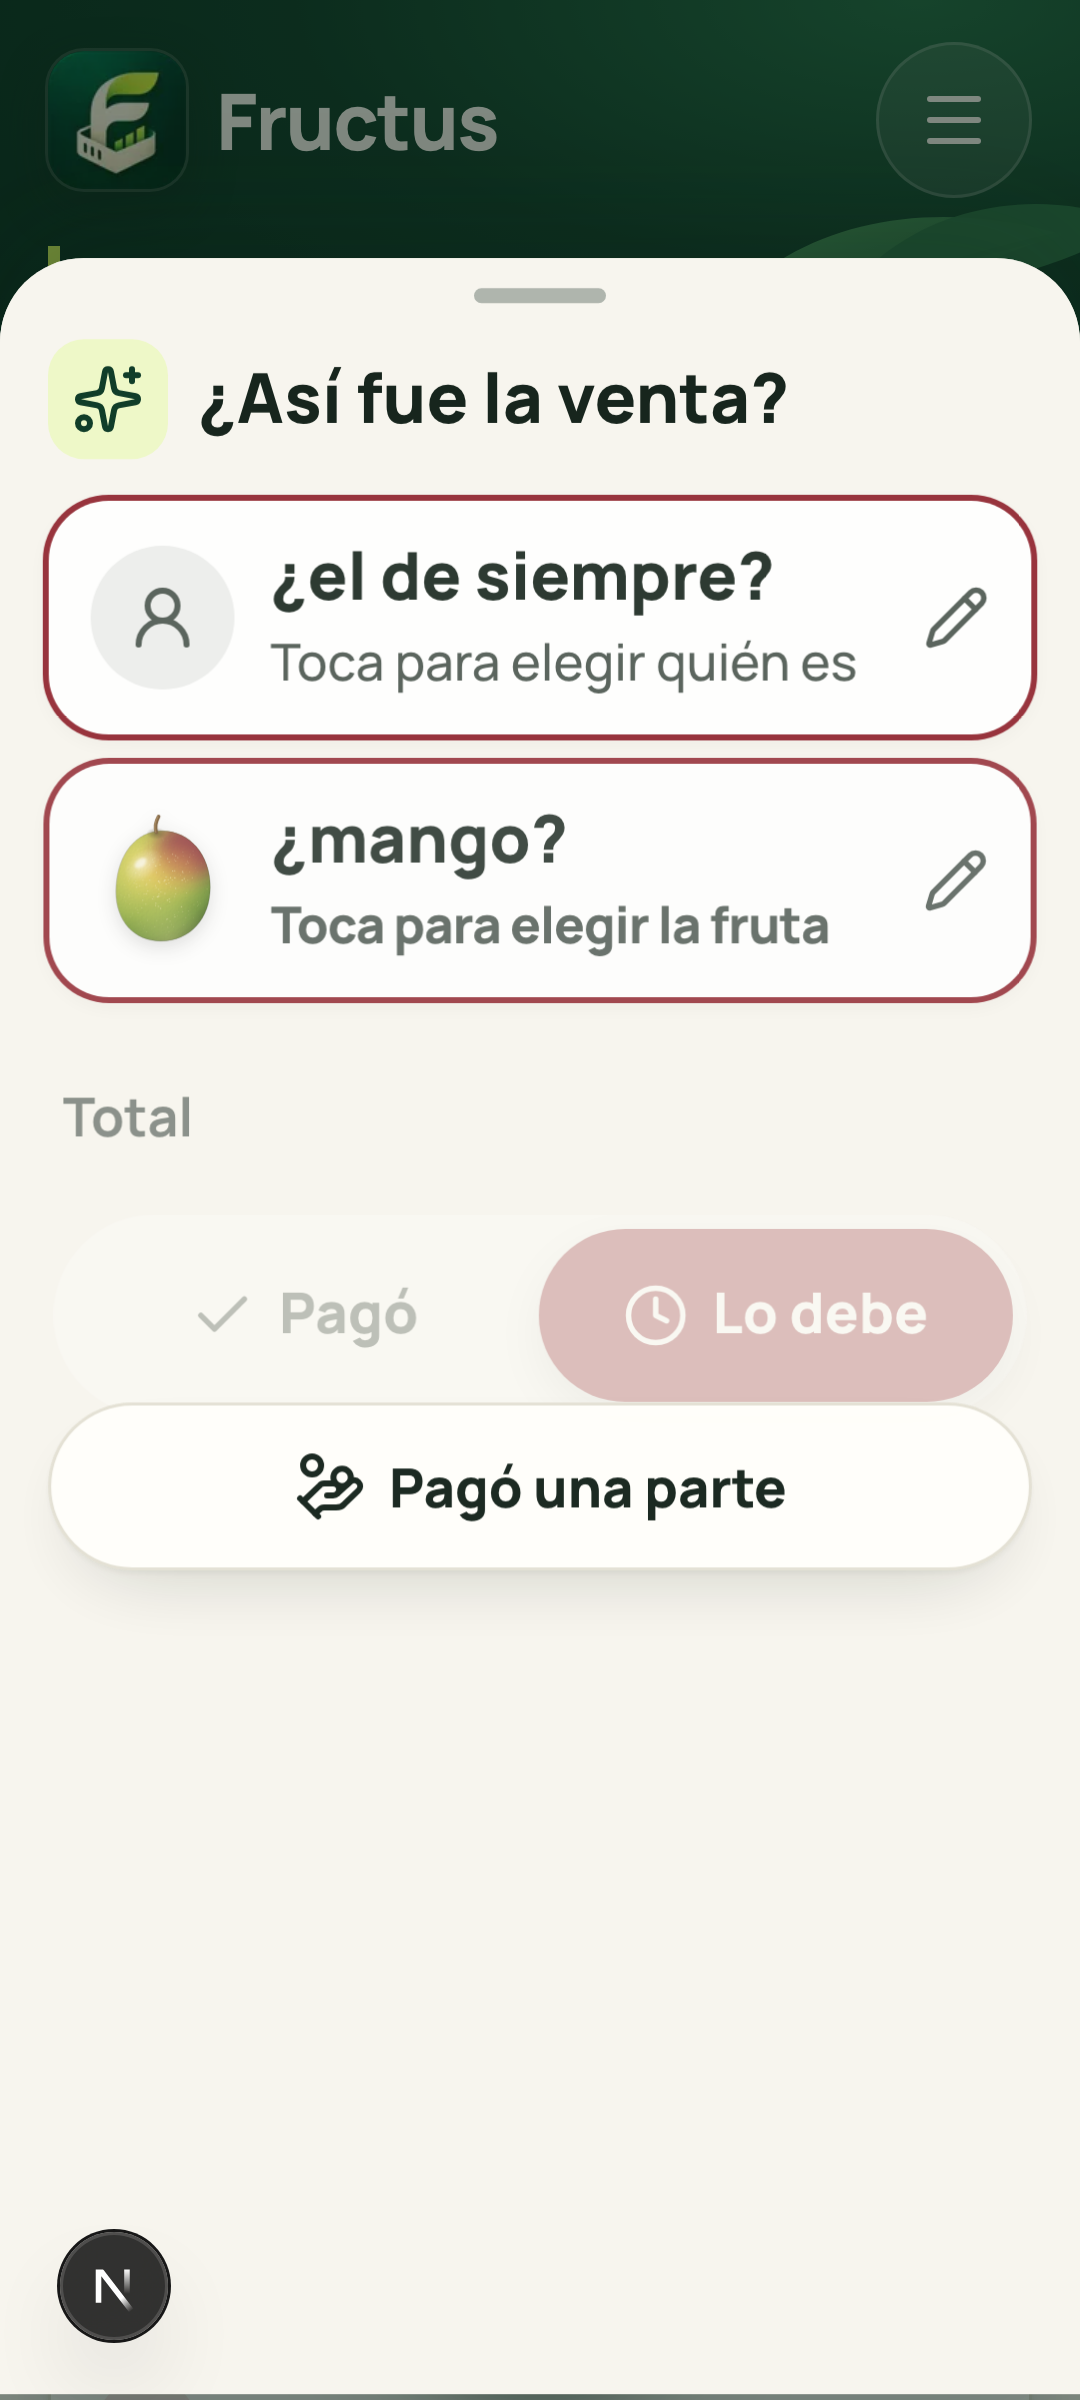 Fructus
¿Así fue la venta?
¿el de siempre?
Toca para elegir quién es
¿mango?
Toca para elegir la fruta
Total
Pagó
Lo debe
Pagó una parte
N